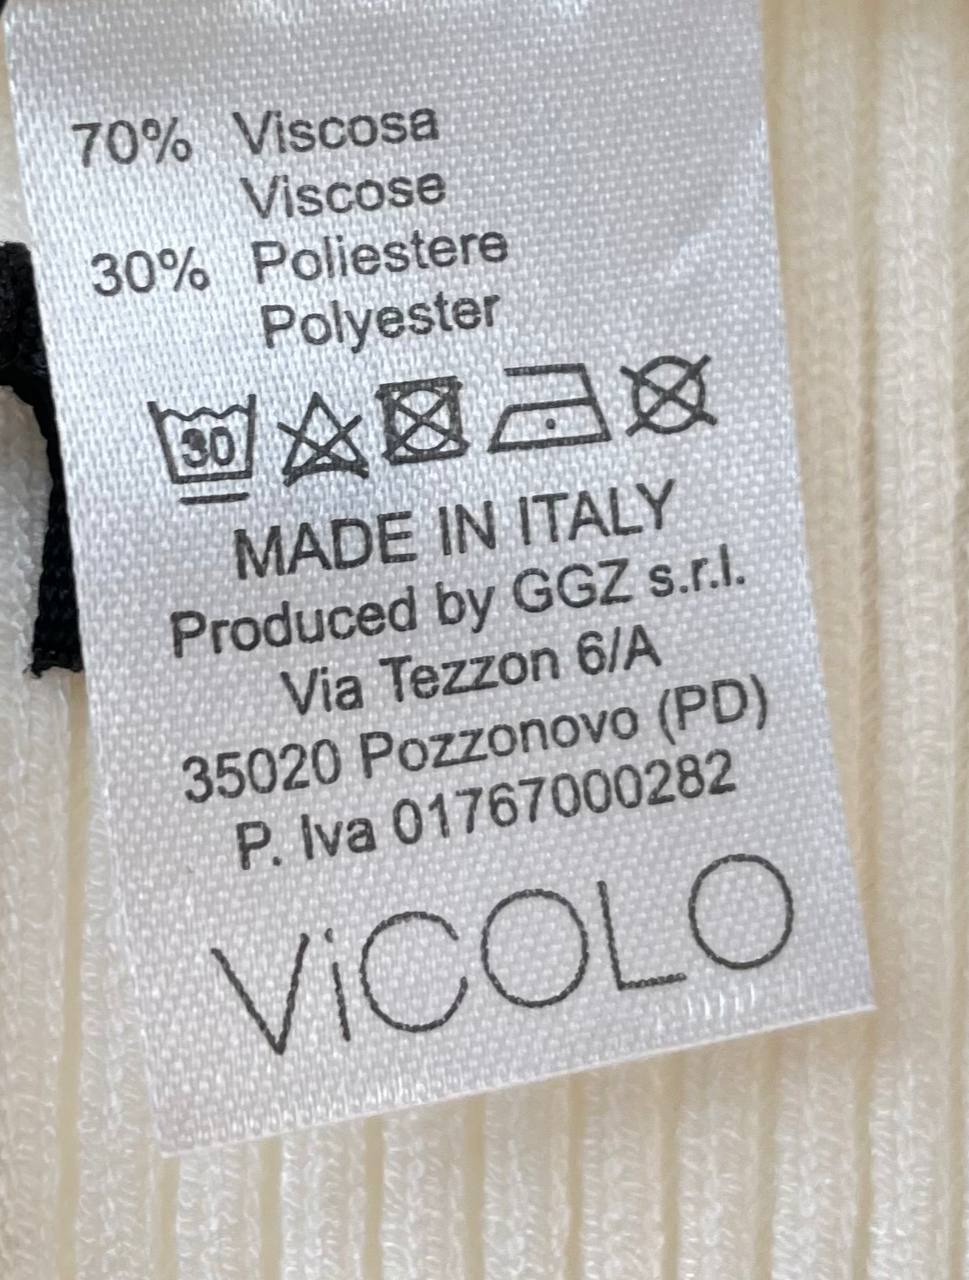 70% Viscosa
Viscose
30% Poliestere
Polyester
30
MADE IN ITALY
Produced by GGZ s.r.l.
Via Tezzon 6/A
35020 Pozzonovo (PD)
P. Iva 01767000282
ViCOLO